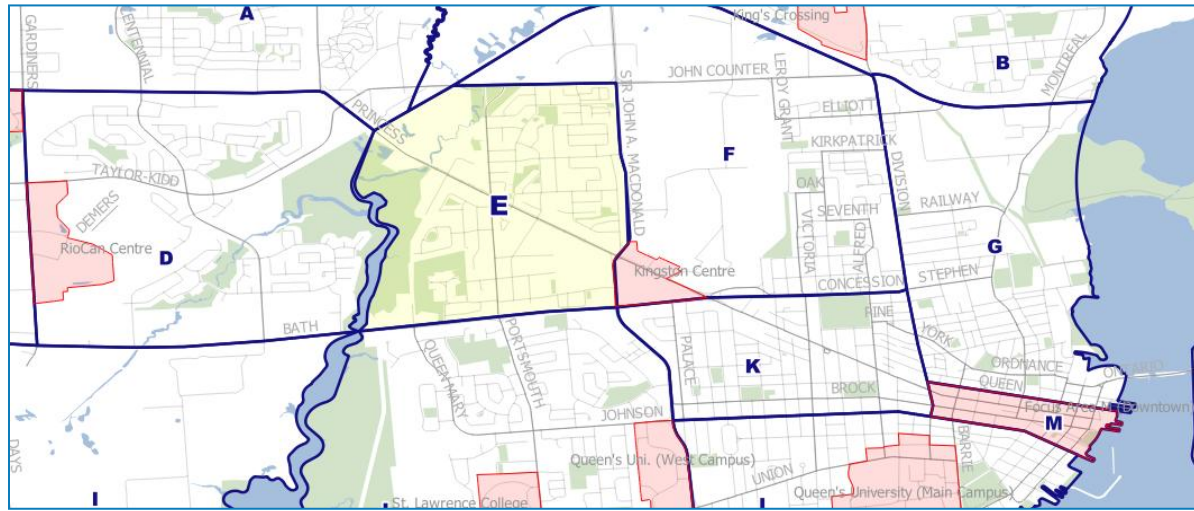 A
King's Crossing
GARDINERS
CENTENNIAL
SIR JOHN A. MACDONALD
JOHN COUNTER
LEROY GRANT
B
MONTREAL
PRINCESS
ELLIOTT
KIRKPATRICK
F
DIVISION
TAYLOR-KIDD
OAK
E
DEMERS
VICTORIA
SEVENTH
ALFRED
RAILWAY
RioCan Centre
D
G
Kingston Centre
CONCESSION
STEPHEN
BATH
PINE
YORK
QUEEN MARY
PORTSMOUTH
PALACE
K
ORDNANCE
ONTARIO
QUEEN
BROCK
JOHNSON
Focus Area M (Downtown)
M
DAYS
BARRIE
Queen's Uni. (West Campus)
UNION
I
Queen's University (Main Campus)
St. Lawrence College